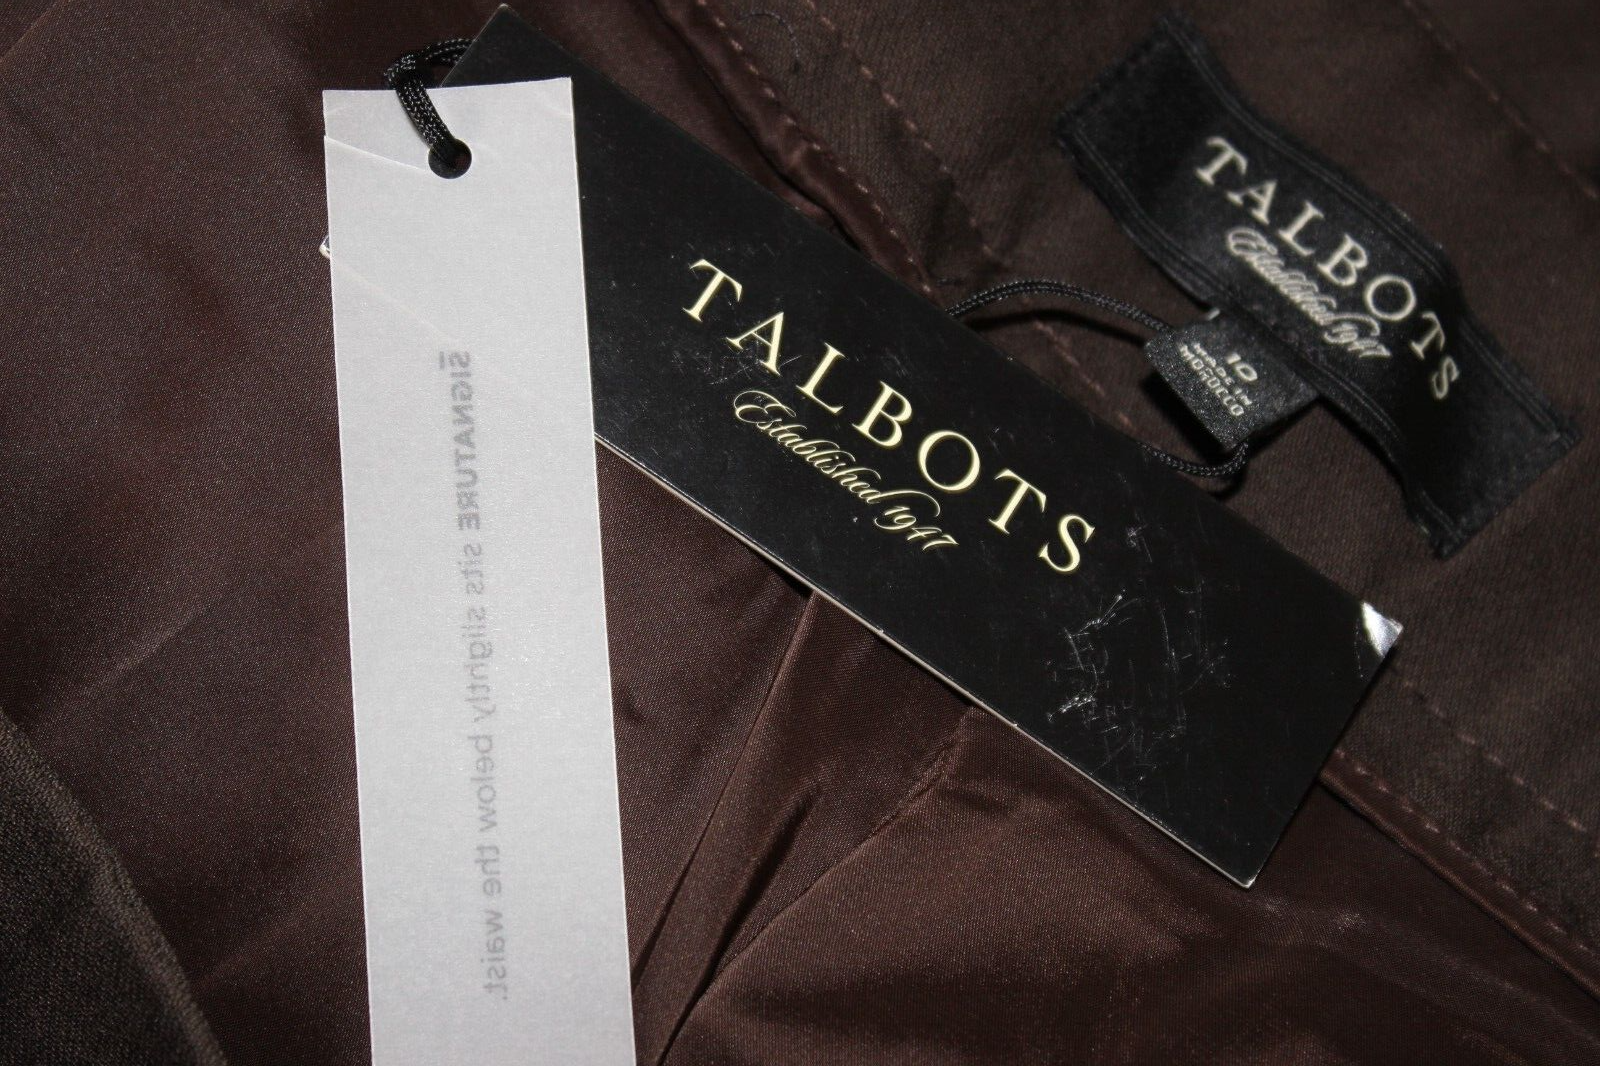 SIGNATURE sits slightly below the waist.
TALBOTS
Established 1947
TALBOTS
Established 1947
10
MADE IN
MOROCCO